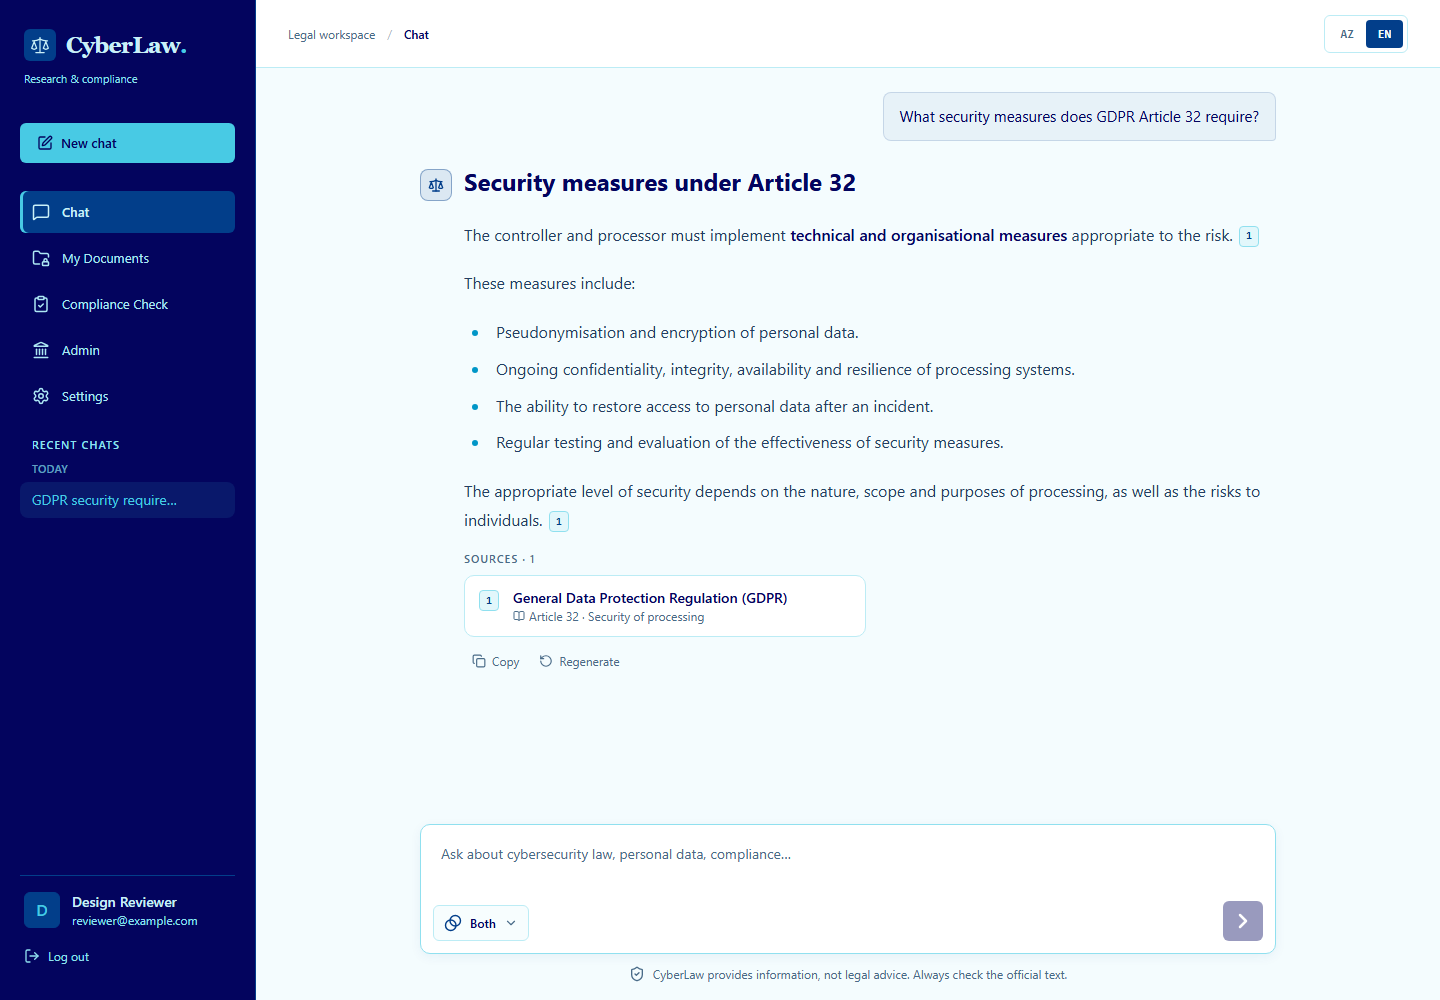 CyberLaw.
Research & compliance
New chat
Chat
My Documents
Compliance Check
Admin
Settings
RECENT CHATS
TODAY
GDPR security require...
D
Design Reviewer
reviewer@example.com
Log out
Legal workspace / Chat
AZ EN
What security measures does GDPR Article 32 require?
Security measures under Article 32
The controller and processor must implement technical and organisational measures appropriate to the risk. 1
These measures include:
• Pseudonymisation and encryption of personal data.
• Ongoing confidentiality, integrity, availability and resilience of processing systems.
• The ability to restore access to personal data after an incident.
• Regular testing and evaluation of the effectiveness of security measures.
The appropriate level of security depends on the nature, scope and purposes of processing, as well as the risks to
individuals. 1
SOURCES · 1
1 General Data Protection Regulation (GDPR)
Article 32 · Security of processing
Copy Regenerate
Ask about cybersecurity law, personal data, compliance...
Both
CyberLaw provides information, not legal advice. Always check the official text.